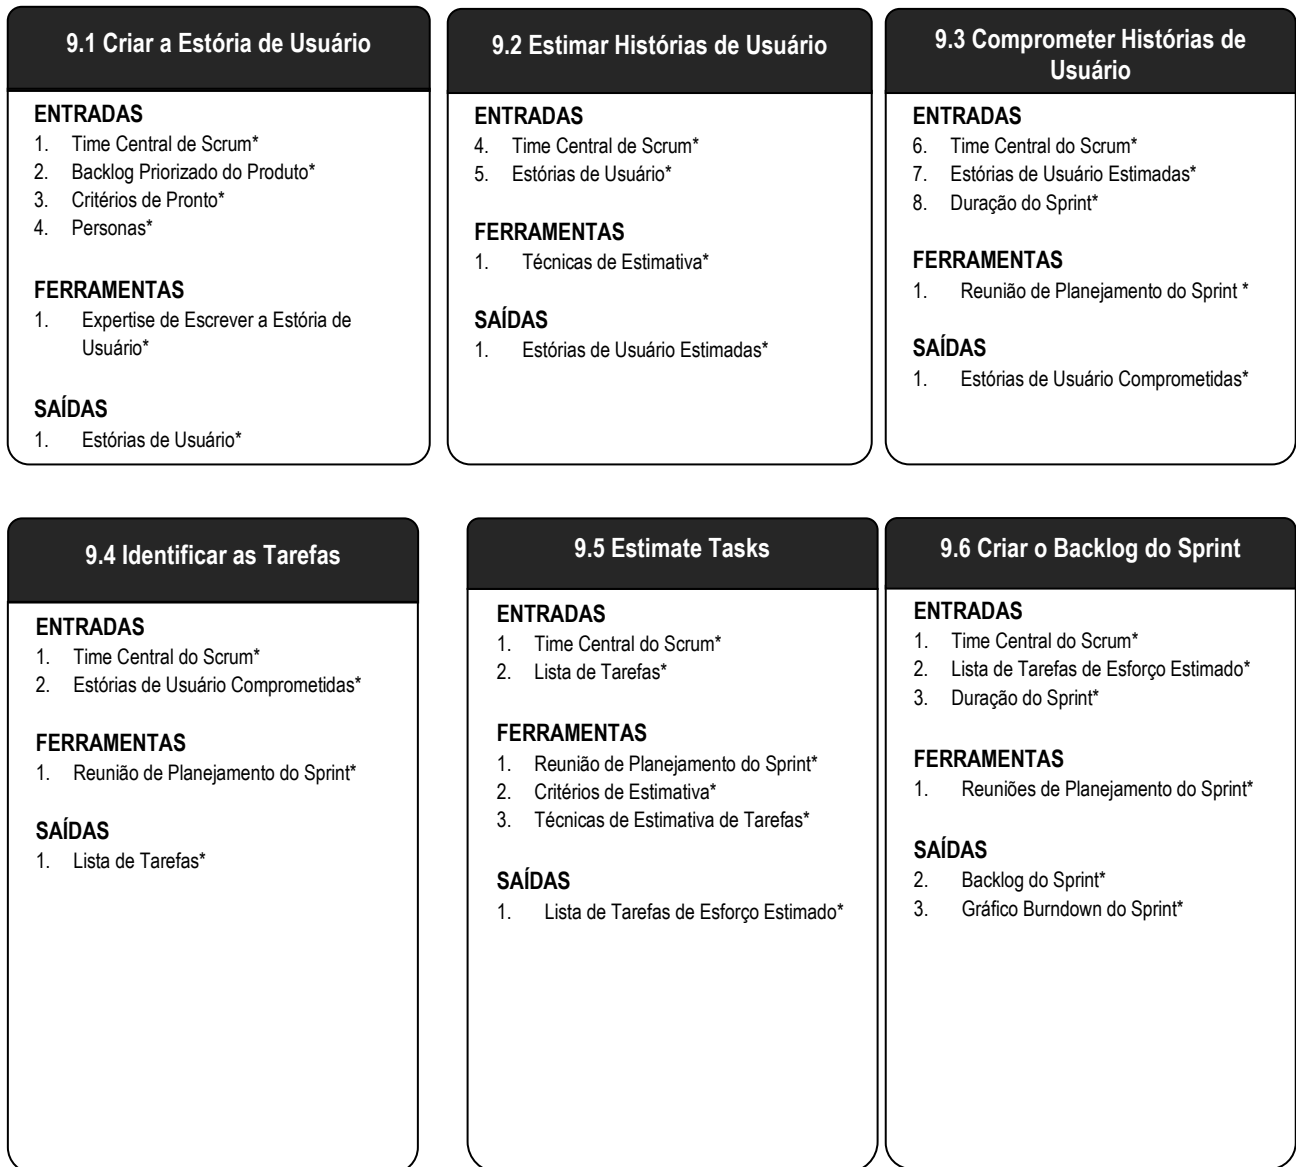 9.1 Criar a Estória de Usuário
ENTRADAS
1. Time Central de Scrum*
2. Backlog Priorizado do Produto*
3. Critérios de Pronto*
4. Personas*
FERRAMENTAS
1. Expertise de Escrever a Estória de
Usuário*
SAÍDAS
1. Estórias de Usuário*
9.2 Estimar Histórias de Usuário
ENTRADAS
4. Time Central de Scrum*
5. Estórias de Usuário*
FERRAMENTAS
1. Técnicas de Estimativa*
SAÍDAS
1. Estórias de Usuário Estimadas*
9.3 Comprometer Histórias de
Usuário
ENTRADAS
6. Time Central do Scrum*
7. Estórias de Usuário Estimadas*
8. Duração do Sprint*
FERRAMENTAS
1. Reunião de Planejamento do Sprint *
SAÍDAS
1. Estórias de Usuário Comprometidas*
9.4 Identificar as Tarefas
ENTRADAS
1. Time Central do Scrum*
2. Estórias de Usuário Comprometidas*
FERRAMENTAS
1. Reunião de Planejamento do Sprint*
SAÍDAS
1. Lista de Tarefas*
9.5 Estimate Tasks
ENTRADAS
1. Time Central do Scrum*
2. Lista de Tarefas*
FERRAMENTAS
1. Reunião de Planejamento do Sprint*
2. Critérios de Estimativa*
3. Técnicas de Estimativa de Tarefas*
SAÍDAS
1. Lista de Tarefas de Esforço Estimado*
9.6 Criar o Backlog do Sprint
ENTRADAS
1. Time Central do Scrum*
2. Lista de Tarefas de Esforço Estimado*
3. Duração do Sprint*
FERRAMENTAS
1. Reuniões de Planejamento do Sprint*
SAÍDAS
2. Backlog do Sprint*
3. Gráfico Burndown do Sprint*